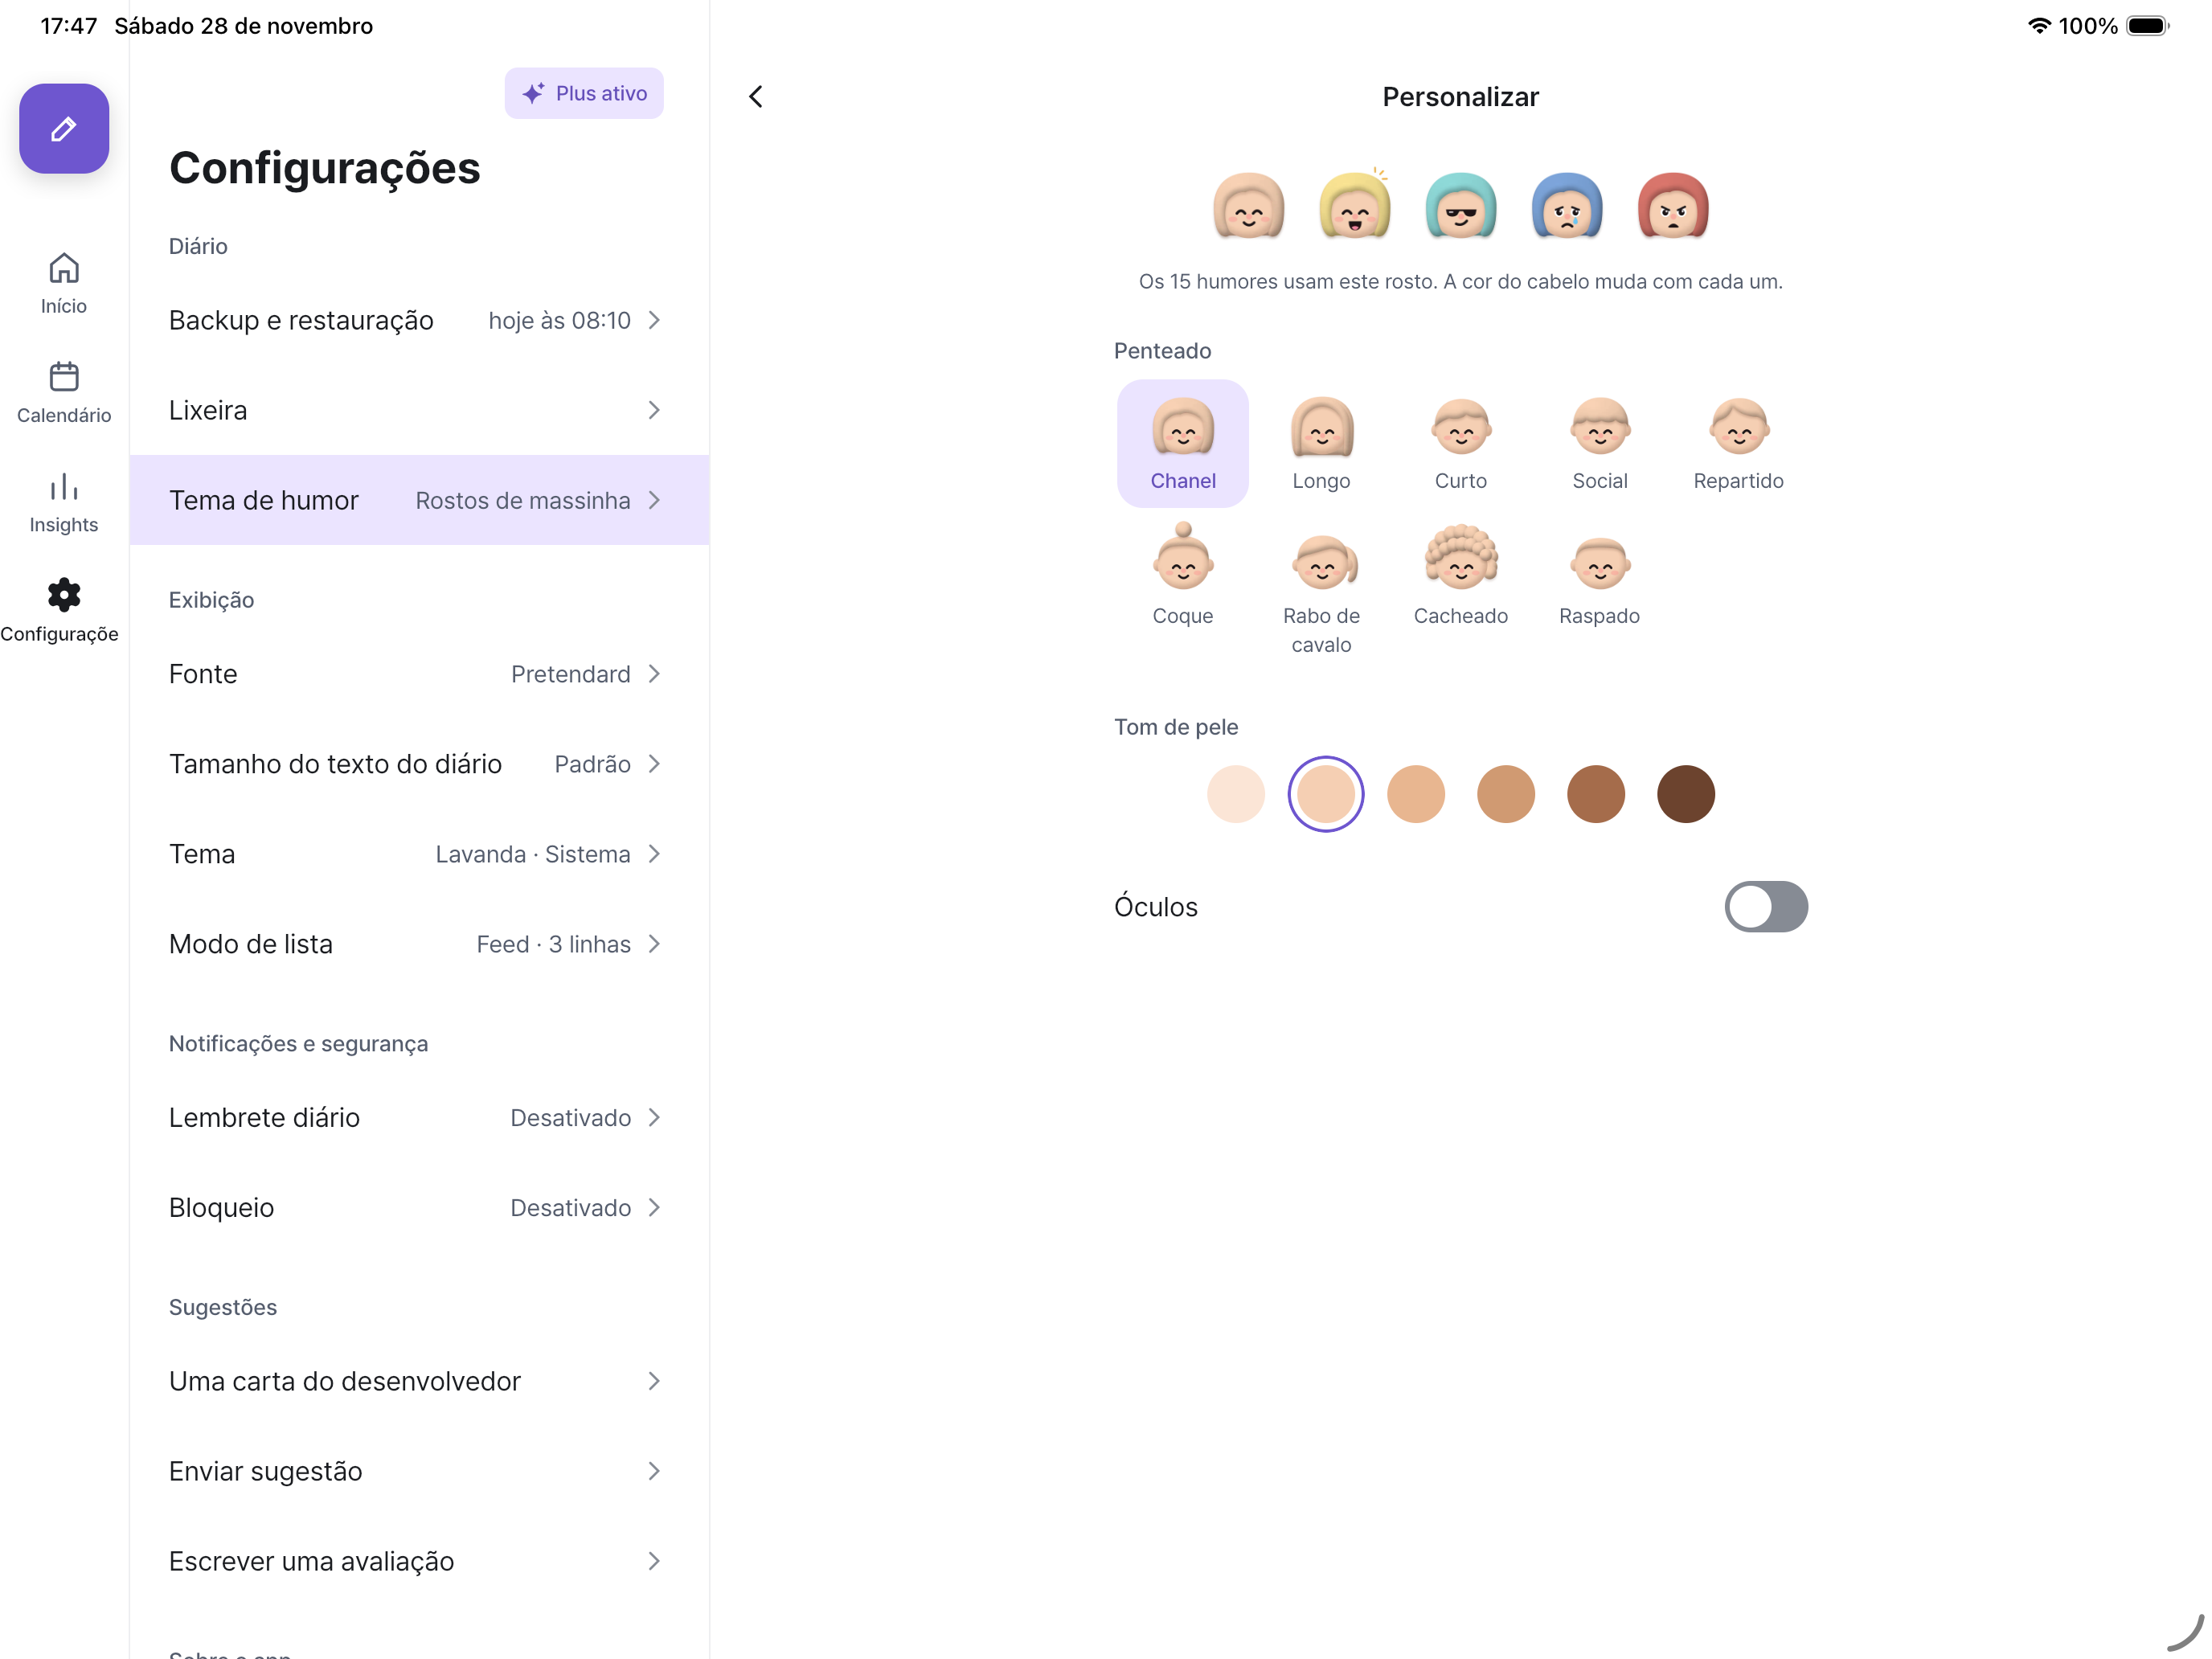 17:47 Sábado 28 de novembro
100%
Plus ativo
Configurações
Diário
Backup e restauração hoje às 08:10
Lixeira
Tema de humor Rostos de massinha
Exibição
Fonte Pretendard
Tamanho do texto do diário Padrão
Tema Lavanda · Sistema
Modo de lista Feed · 3 linhas
Notificações e segurança
Lembrete diário Desativado
Bloqueio Desativado
Sugestões
Uma carta do desenvolvedor
Enviar sugestão
Escrever uma avaliação
Início
Calendário
Insights
Configuraçõe
Personalizar
Os 15 humores usam este rosto. A cor do cabelo muda com cada um.
Penteado
Chanel Longo Curto Social Repartido
Coque Rabo de cavalo Cacheado Raspado
Tom de pele
Óculos